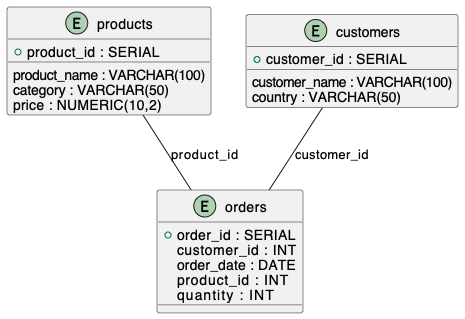 E products
product_id : SERIAL
product_name : VARCHAR(100)
category : VARCHAR(50)
price : NUMERIC(10,2)
E customers
customer_id : SERIAL
customer_name : VARCHAR(100)
country : VARCHAR(50)
product_id
customer_id
E orders
order_id : SERIAL
customer_id : INT
order_date : DATE
product_id : INT
quantity : INT